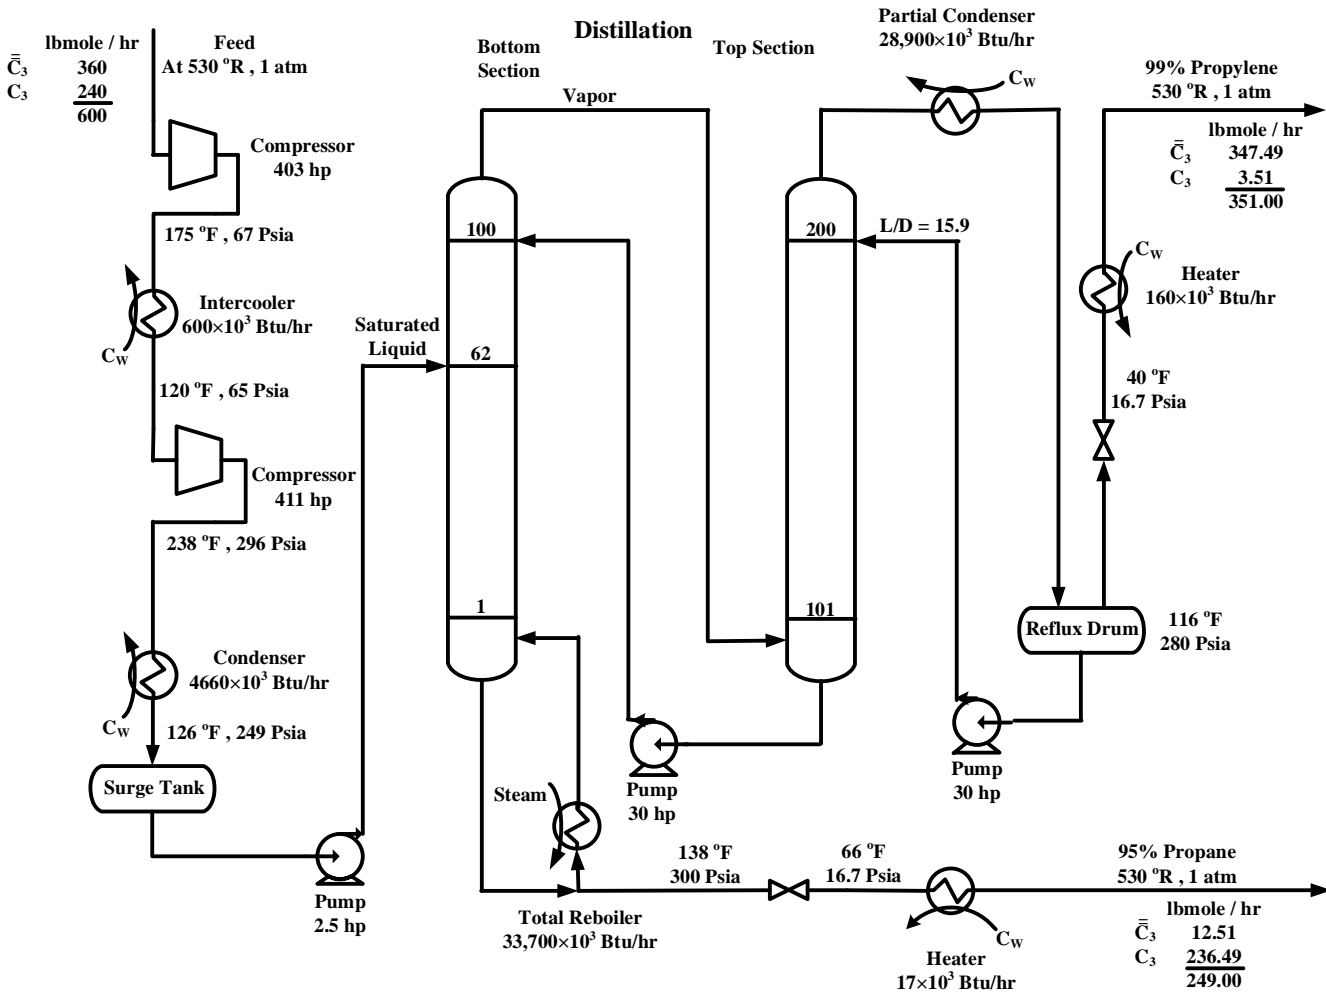 Distillation
lbmole / hr
C̄̄₃ 360
C₃ 240
600
Feed
At 530 °R , 1 atm
Compressor
403 hp
175 °F , 67 Psia
Intercooler
600×10³ Btu/hr
C_W
120 °F , 65 Psia
Compressor
411 hp
238 °F , 296 Psia
Condenser
4660×10³ Btu/hr
C_W
126 °F , 249 Psia
Surge Tank
Pump
2.5 hp
Saturated
Liquid
Bottom
Section
Vapor
100
62
1
Steam
Total Reboiler
33,700×10³ Btu/hr
Top Section
200
101
L/D = 15.9
Pump
30 hp
Partial Condenser
28,900×10³ Btu/hr
C_W
Reflux Drum
116 °F
280 Psia
Pump
30 hp
40 °F
16.7 Psia
C_W
Heater
160×10³ Btu/hr
99% Propylene
530 °R , 1 atm
lbmole / hr
C̄̄₃ 347.49
C₃ 3.51
351.00
138 °F
300 Psia
66 °F
16.7 Psia
C_W
Heater
17×10³ Btu/hr
95% Propane
530 °R , 1 atm
lbmole / hr
C̄̄₃ 12.51
C₃ 236.49
249.00